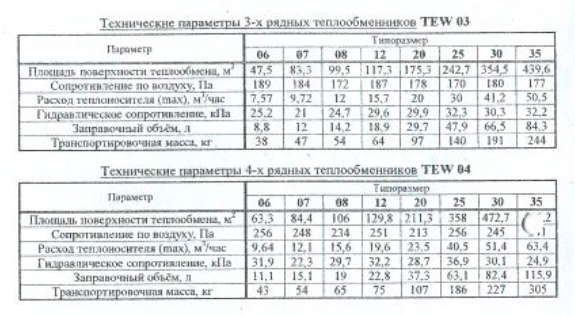 Технические параметры 3-х рядных теплообменников TEW 03
Параметр Типоразмер
06 07 08 12 20 25 30 35
Площадь поверхности теплообмена, м² 47,5 83,3 99,5 117,3 175,3 242,7 354,5 439,6
Сопротивление по воздуху, Па 189 184 172 187 178 170 180 177
Расход теплоносителя (max), м³/час 7,57 9,72 12 15,7 20 30 41,2 50,5
Гидравлическое сопротивление, кПа 25,2 21 24,7 29,6 29,9 32,3 30,3 32,2
Заправочный объём, л 8,8 12 14,2 18,9 29,7 47,9 66,5 84,3
Транспортировочная масса, кг 38 47 54 64 97 140 191 244
Технические параметры 4-х рядных теплообменников TEW 04
Параметр Типоразмер
06 07 08 12 20 25 30 35
Площадь поверхности теплообмена, м² 63,3 84,4 106 129,8 211,3 358 472,7
Сопротивление по воздуху, Па 256 248 234 251 213 256 245
Расход теплоносителя (max), м³/час 9,64 12,1 15,6 19,6 23,5 40,5 51,4 63,4
Гидравлическое сопротивление, кПа 31,9 22,3 29,7 32,2 28,7 36,9 30,1 24,9
Заправочный объём, л 11,1 15,1 19 22,8 37,3 63,1 82,4 115,9
Транспортировочная масса, кг 43 54 65 75 107 186 227 305